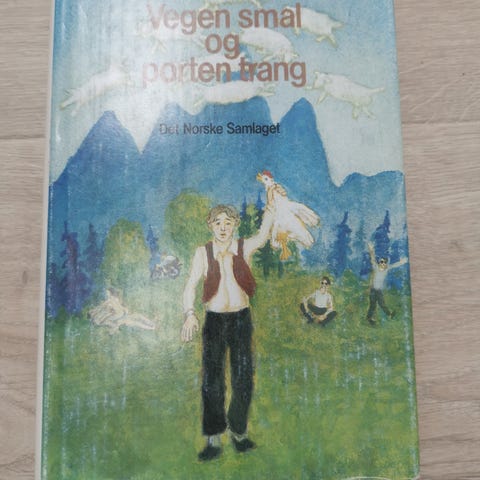 Vegen smal
og
porten trang
Det Norske Samlaget